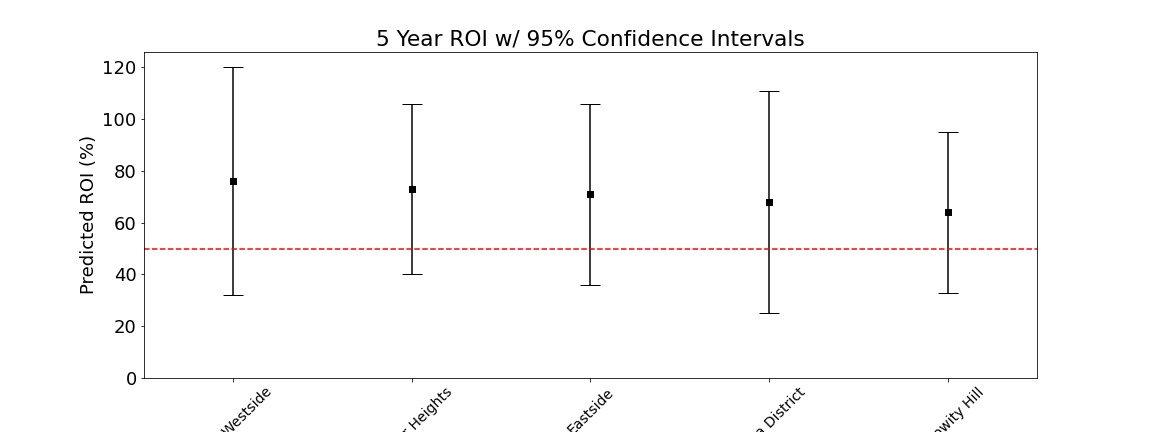 5 Year ROI w/ 95% Confidence Intervals
Predicted ROI (%)
120
100
80
60
40
20
0
Westside
Heights
Eastside
District
Hill